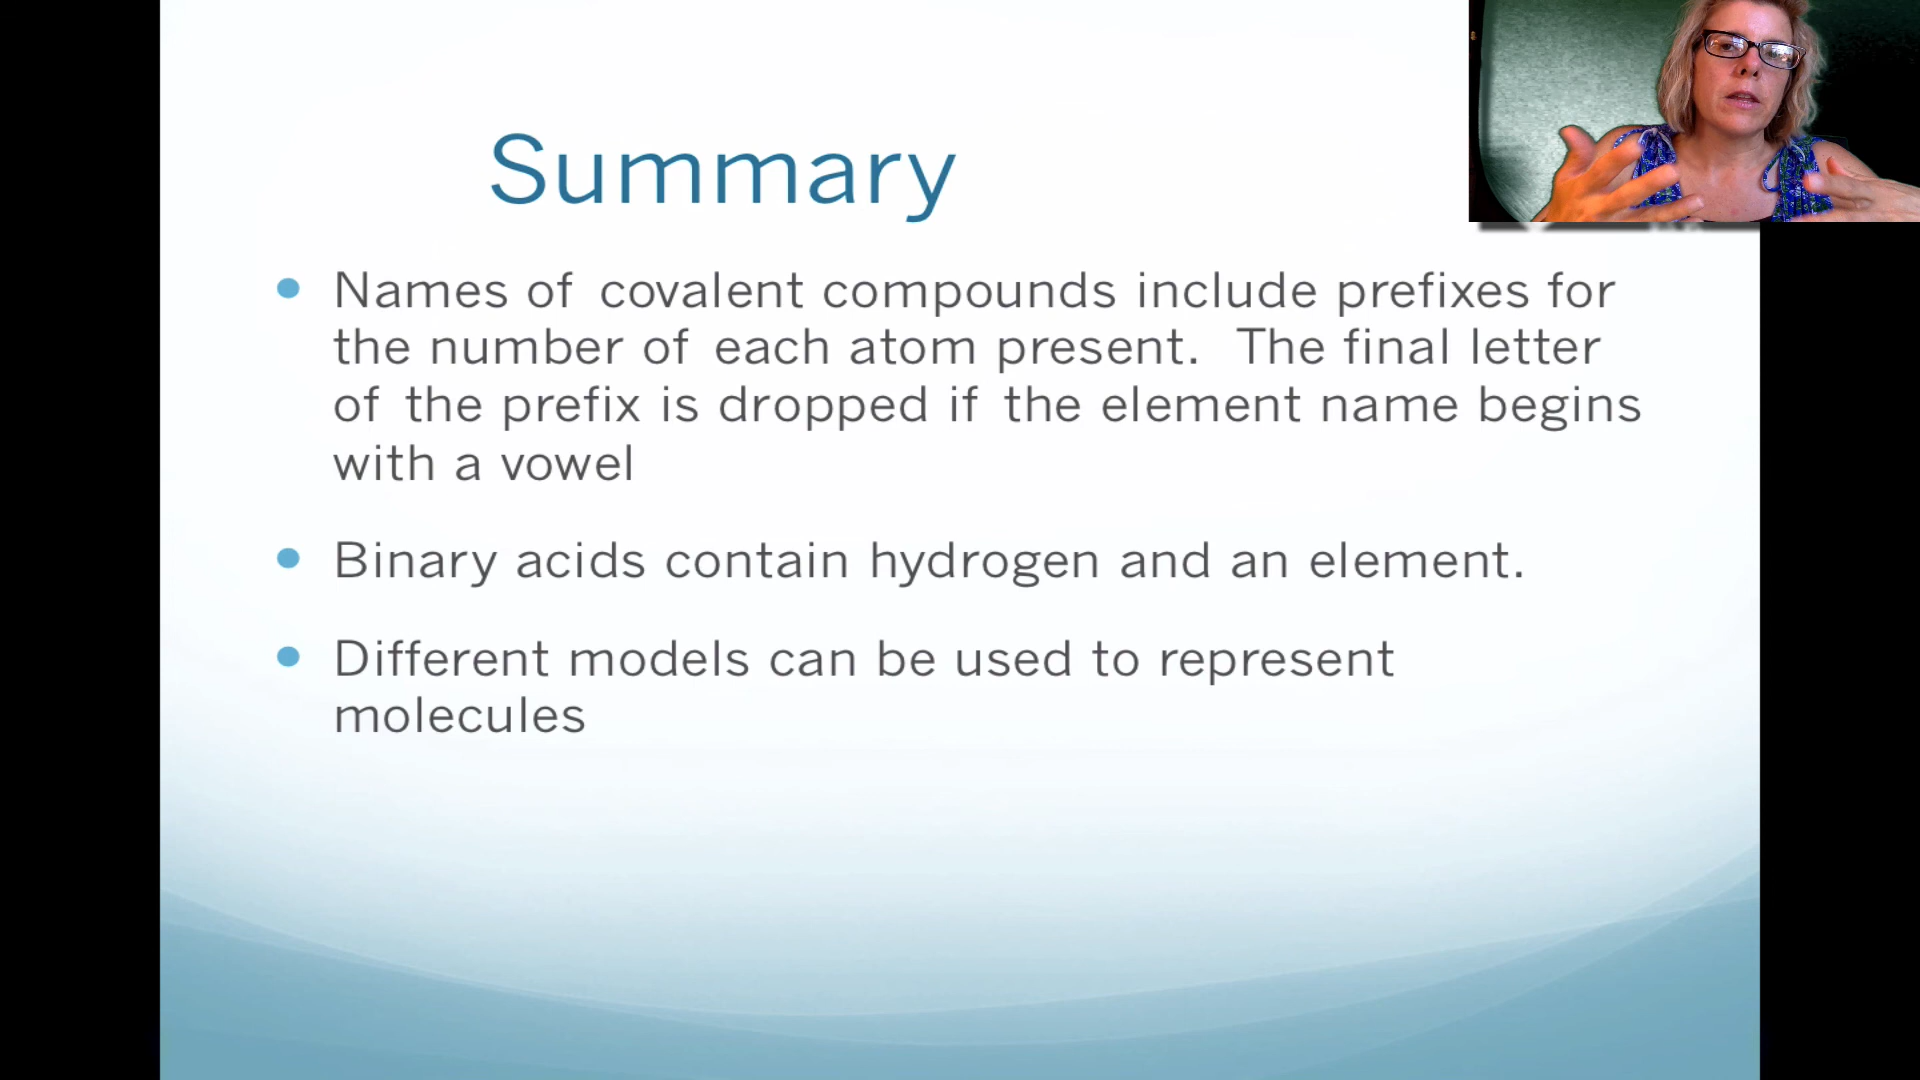 Summary
Names of covalent compounds include prefixes for
the number of each atom present. The final letter
of the prefix is dropped if the element name begins
with a vowel
Binary acids contain hydrogen and an element.
Different models can be used to represent
molecules